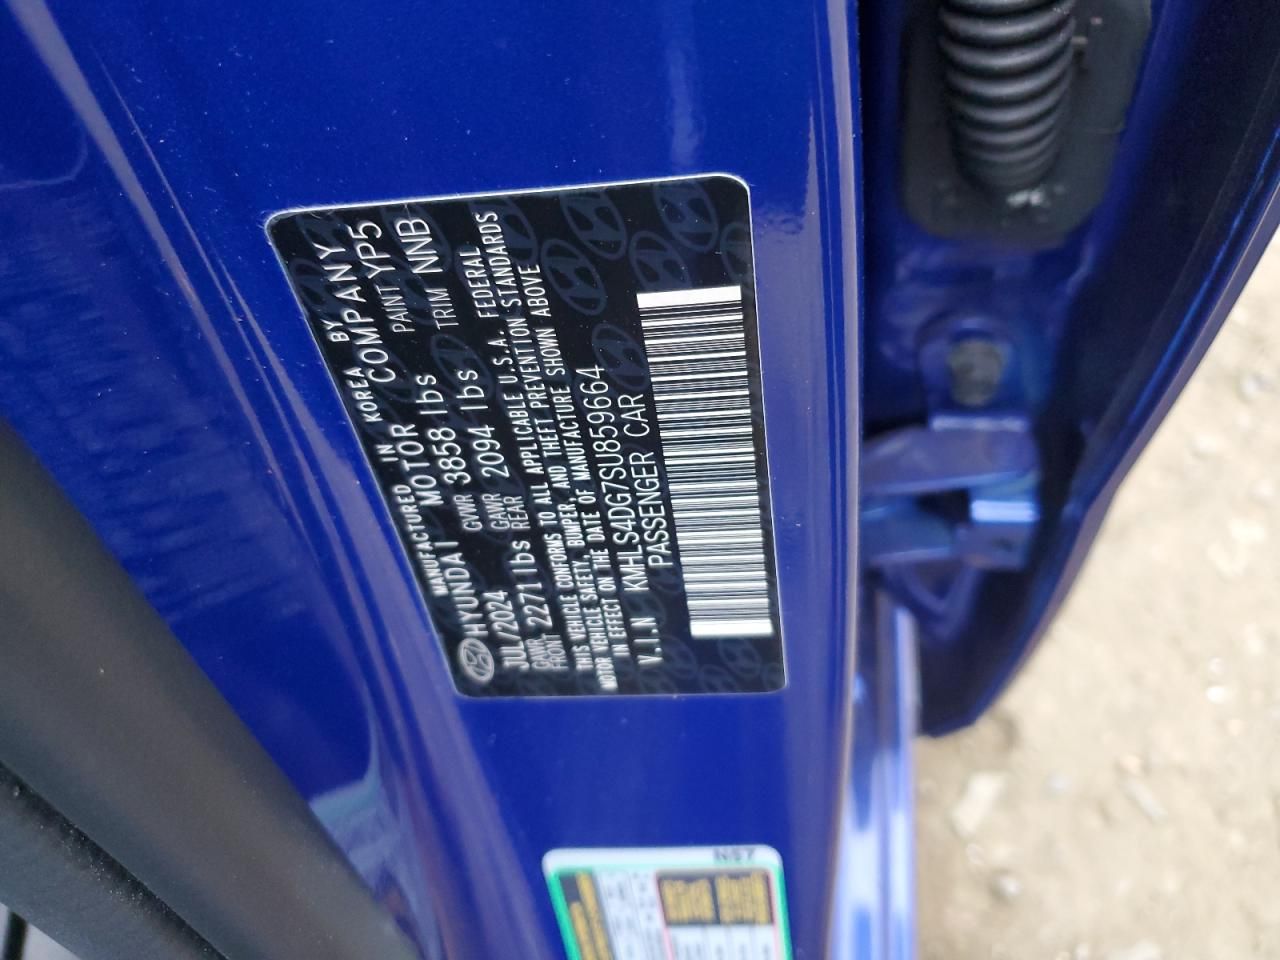 MANUFACTURED IN KOREA BY
HYUNDAI MOTOR COMPANY
JUL/2024 GVWR 3858 lbs PAINT YP5
GAWR FRONT 2271 lbs GAWR REAR 2094 lbs TRIM NNB
THIS VEHICLE CONFORMS TO ALL APPLICABLE U.S.A. FEDERAL
MOTOR VEHICLE SAFETY, BUMPER, AND THEFT PREVENTION STANDARDS
IN EFFECT ON THE DATE OF MANUFACTURE SHOWN ABOVE
V.I.N KMHLS4DG7SU859664
PASSENGER CAR
N57